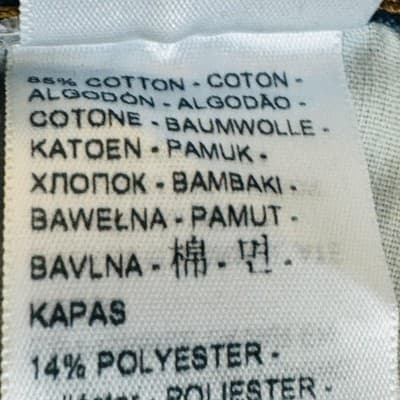 85% COTTON - COTON -
ALGODÓN - ALGODÃO -
COTONE - BAUMWOLLE -
KATOEN - PAMUK -
ХЛОПОК - BAMBAKI -
BAWEŁNA - PAMUT -
BAVLNA - 棉 - 면 -
KAPAS
14% POLYESTER -
POLIESTER